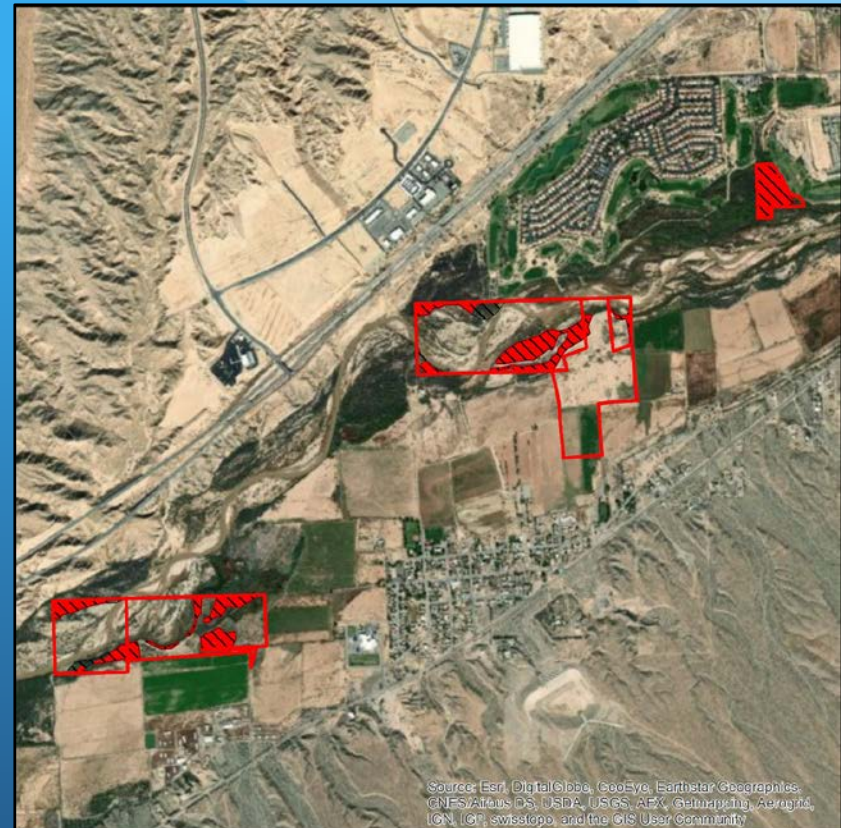 Source: Esri, DigitalGlobe, GeoEye, Earthstar Geographics,
CNES/Airbus DS, USDA, USGS, AEX, Getmapping, Aerogrid,
IGN, IGP, swisstopo, and the GIS User Community